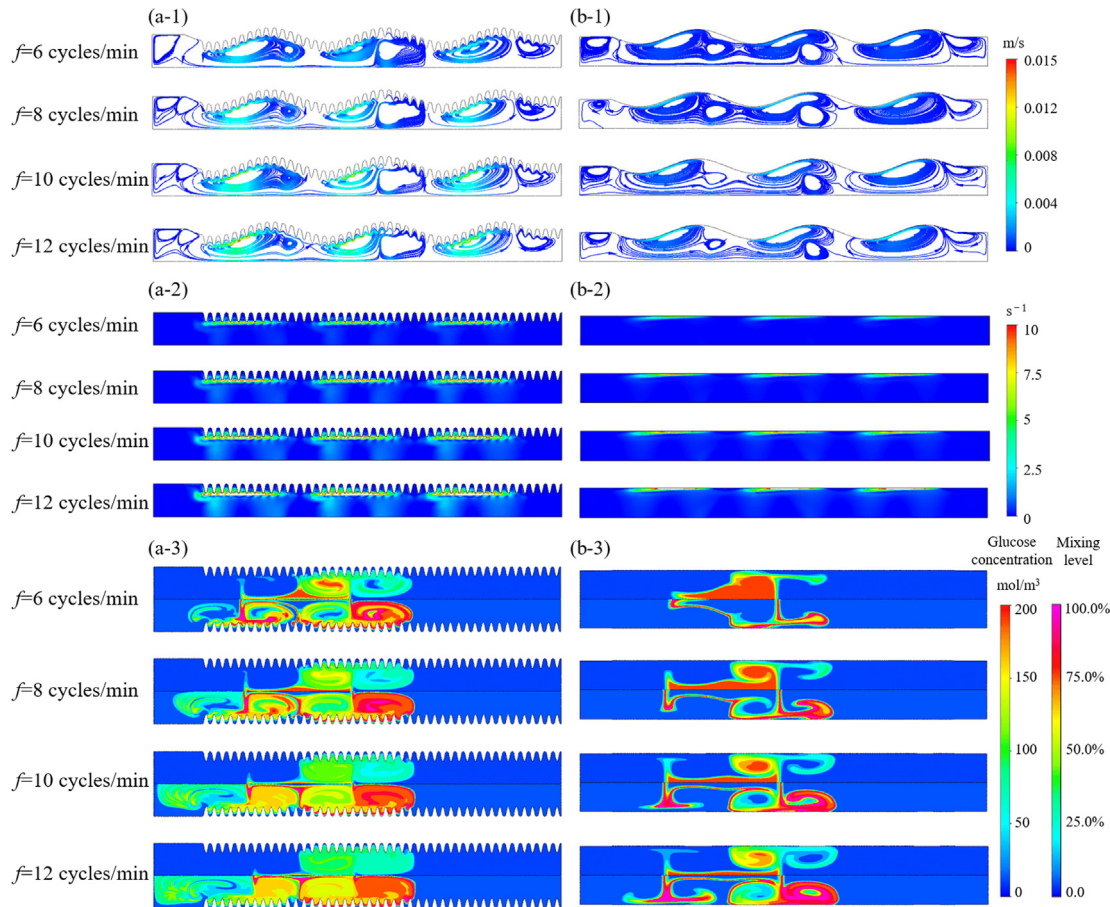 (a-1)
(b-1)
f=6 cycles/min
f=8 cycles/min
f=10 cycles/min
f=12 cycles/min
m/s
0.015
0.012
0.008
0.004
0
(a-2)
(b-2)
f=6 cycles/min
f=8 cycles/min
f=10 cycles/min
f=12 cycles/min
s⁻¹
10
7.5
5
2.5
0
(a-3)
(b-3)
f=6 cycles/min
f=8 cycles/min
f=10 cycles/min
f=12 cycles/min
Glucose
concentration
mol/m³
200
150
100
50
0
Mixing
level
100.0%
75.0%
50.0%
25.0%
0.0%